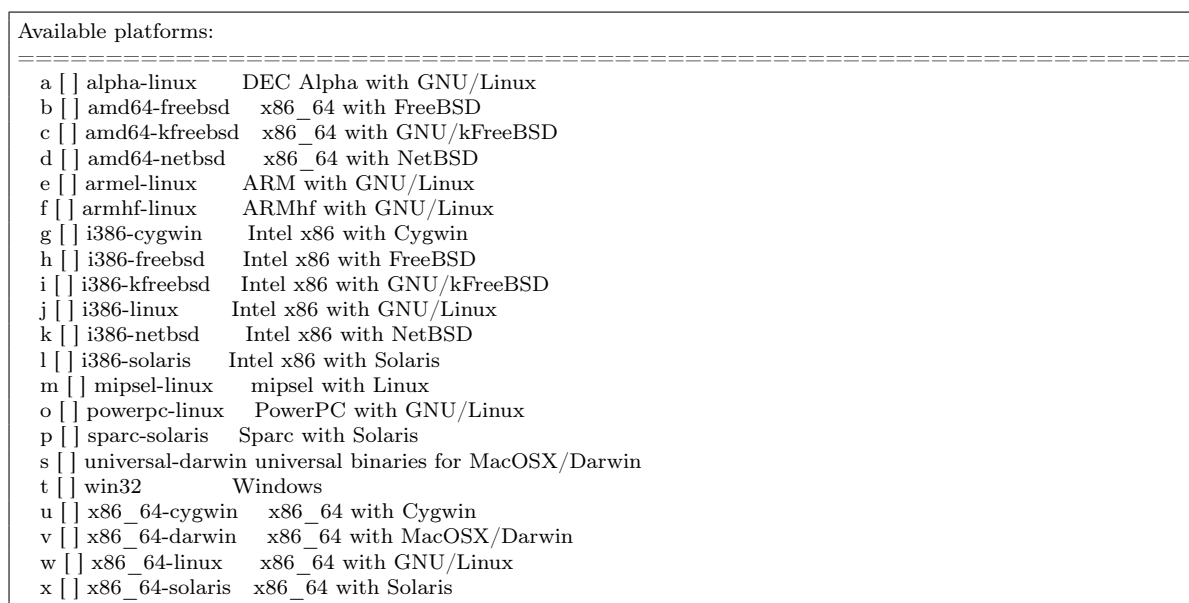 Available platforms:
===================================================================
a [ ] alpha-linux DEC Alpha with GNU/Linux
b [ ] amd64-freebsd x86_64 with FreeBSD
c [ ] amd64-kfreebsd x86_64 with GNU/kFreeBSD
d [ ] amd64-netbsd x86_64 with NetBSD
e [ ] armel-linux ARM with GNU/Linux
f [ ] armhf-linux ARMhf with GNU/Linux
g [ ] i386-cygwin Intel x86 with Cygwin
h [ ] i386-freebsd Intel x86 with FreeBSD
i [ ] i386-kfreebsd Intel x86 with GNU/kFreeBSD
j [ ] i386-linux Intel x86 with GNU/Linux
k [ ] i386-netbsd Intel x86 with NetBSD
l [ ] i386-solaris Intel x86 with Solaris
m [ ] mipsel-linux mipsel with Linux
o [ ] powerpc-linux PowerPC with GNU/Linux
p [ ] sparc-solaris Sparc with Solaris
s [ ] universal-darwin universal binaries for MacOSX/Darwin
t [ ] win32 Windows
u [ ] x86_64-cygwin x86_64 with Cygwin
v [ ] x86_64-darwin x86_64 with MacOSX/Darwin
w [ ] x86_64-linux x86_64 with GNU/Linux
x [ ] x86_64-solaris x86_64 with Solaris